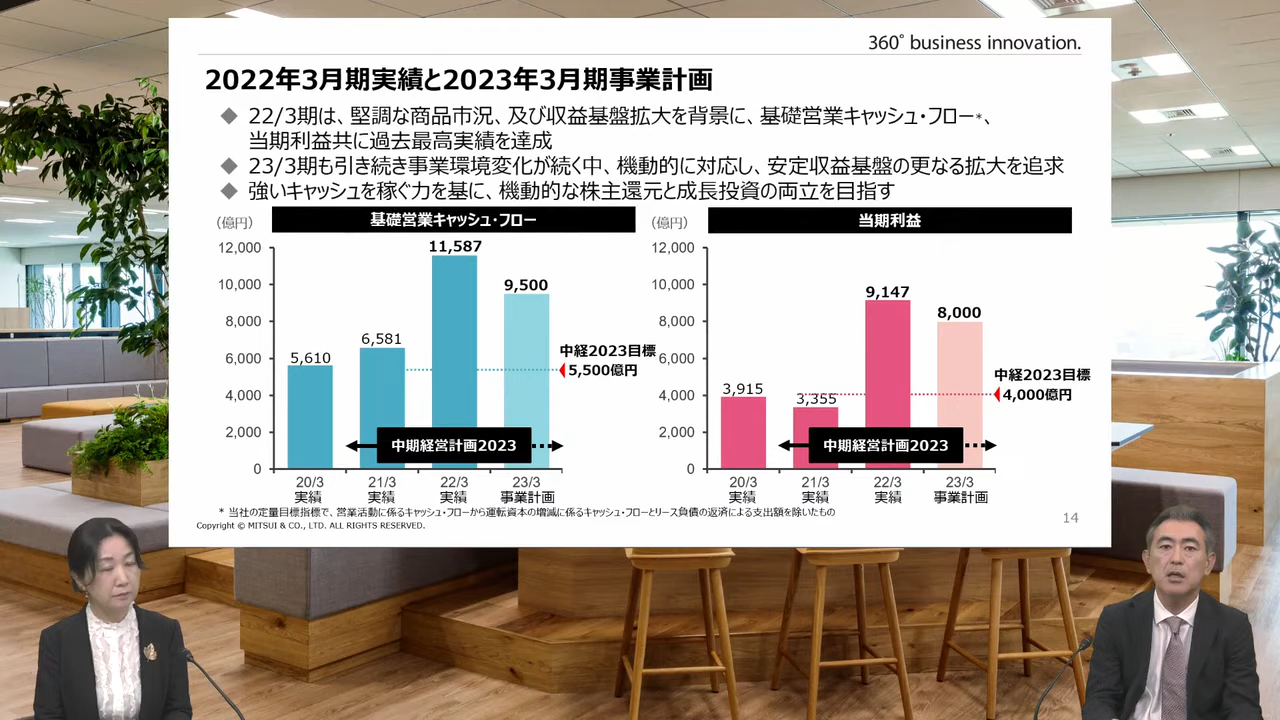 360° business innovation.
2022年3月期実績と2023年3月期事業計画
◆ 22/3期は、堅調な商品市況、及び収益基盤拡大を背景に、基礎営業キャッシュ・フロー*、
当期利益共に過去最高実績を達成
◆ 23/3期も引き続き事業環境変化が続く中、機動的に対応し、安定収益基盤の更なる拡大を追求
◆ 強いキャッシュを稼ぐ力を基に、機動的な株主還元と成長投資の両立を目指す
（億円）
基礎営業キャッシュ・フロー
12,000
10,000
8,000
6,000
4,000
2,000
0
5,610
6,581
11,587
9,500
中経2023目標
5,500億円
中期経営計画2023
20/3 21/3 22/3 23/3
実績 実績 実績 事業計画
（億円）
当期利益
12,000
10,000
8,000
6,000
4,000
2,000
0
3,915
3,355
9,147
8,000
中経2023目標
4,000億円
中期経営計画2023
20/3 21/3 22/3 23/3
実績 実績 実績 事業計画
* 当社の定量目標指標で、営業活動に係るキャッシュ・フローから運転資本の増減に係るキャッシュ・フローとリース負債の返済による支出額を除いたもの
Copyright © MITSUI & CO., LTD. ALL RIGHTS RESERVED.
14